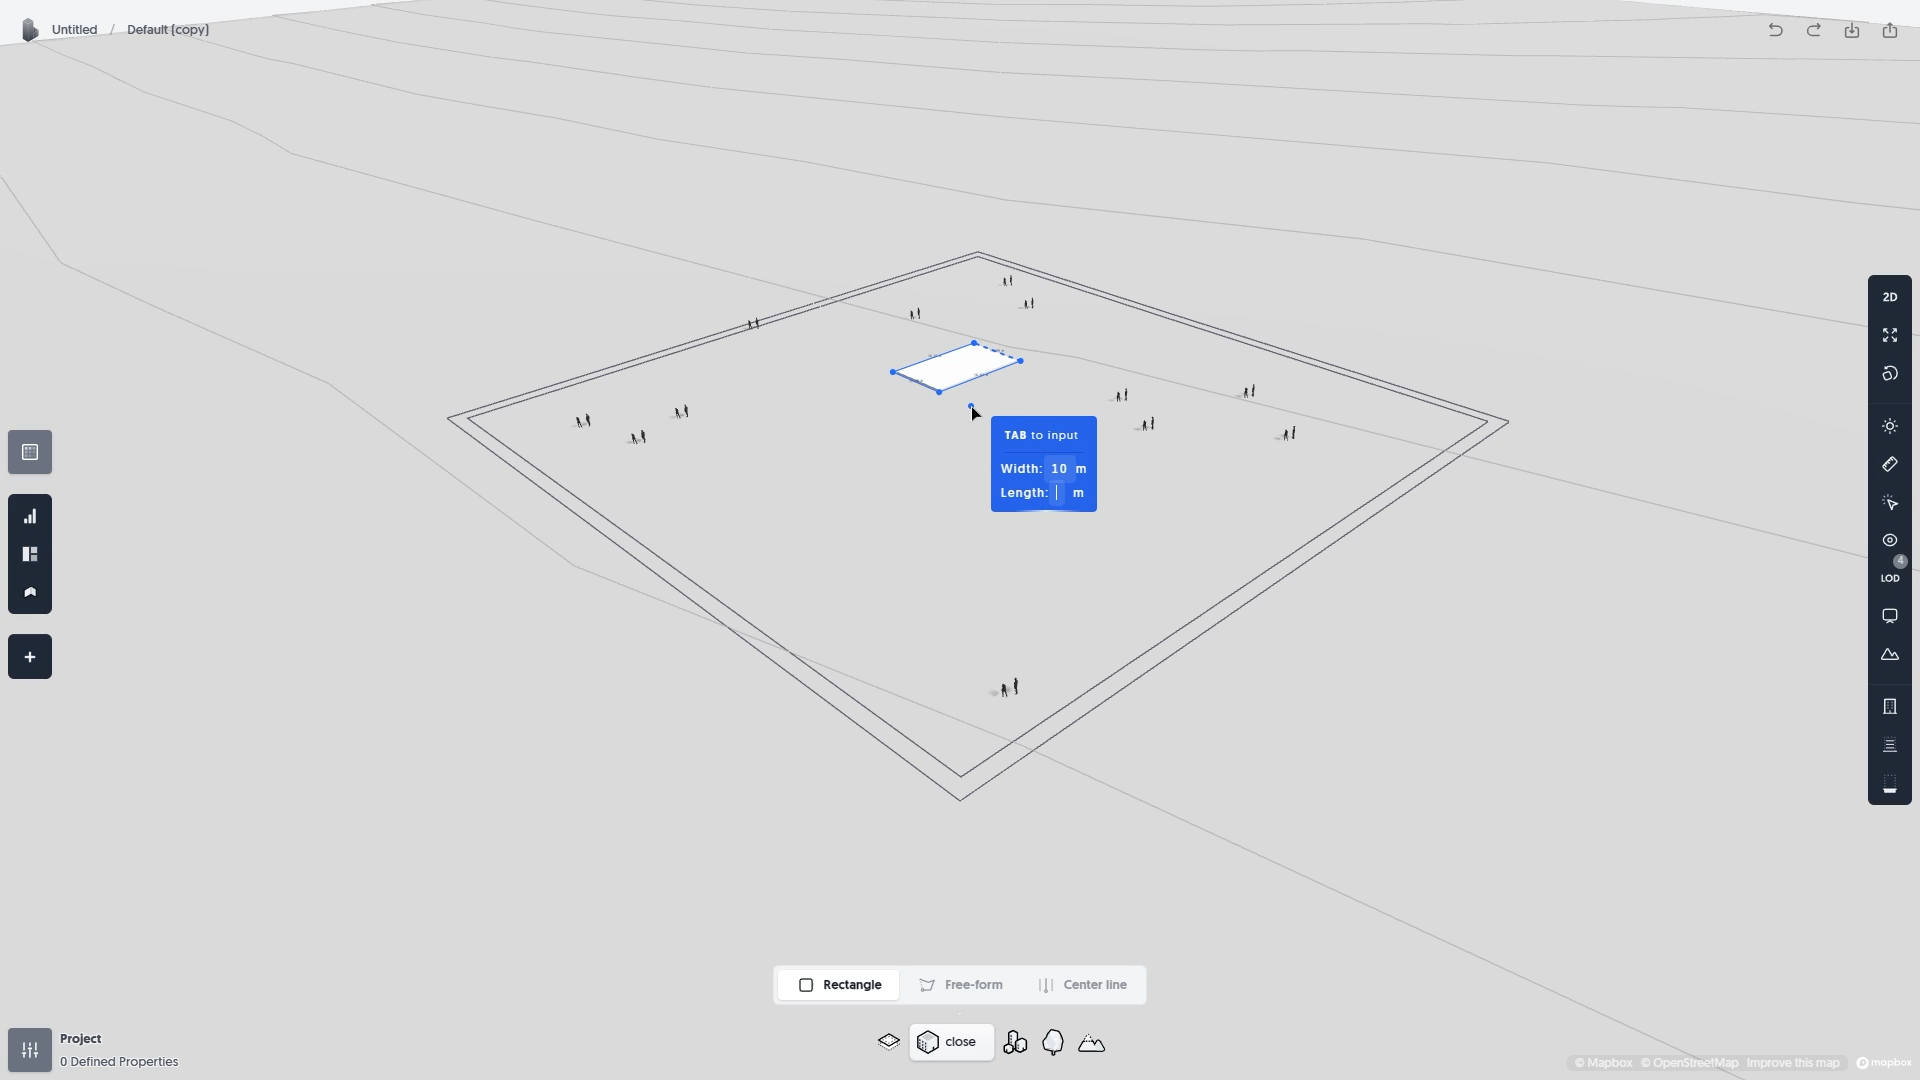 Untitled / Default (copy)
2D
TAB to input
Width: 10 m
Length: m
4
LOD
Rectangle
Free-form
Center line
close
Project
0 Defined Properties
© Mapbox © OpenStreetMap Improve this map
mapbox